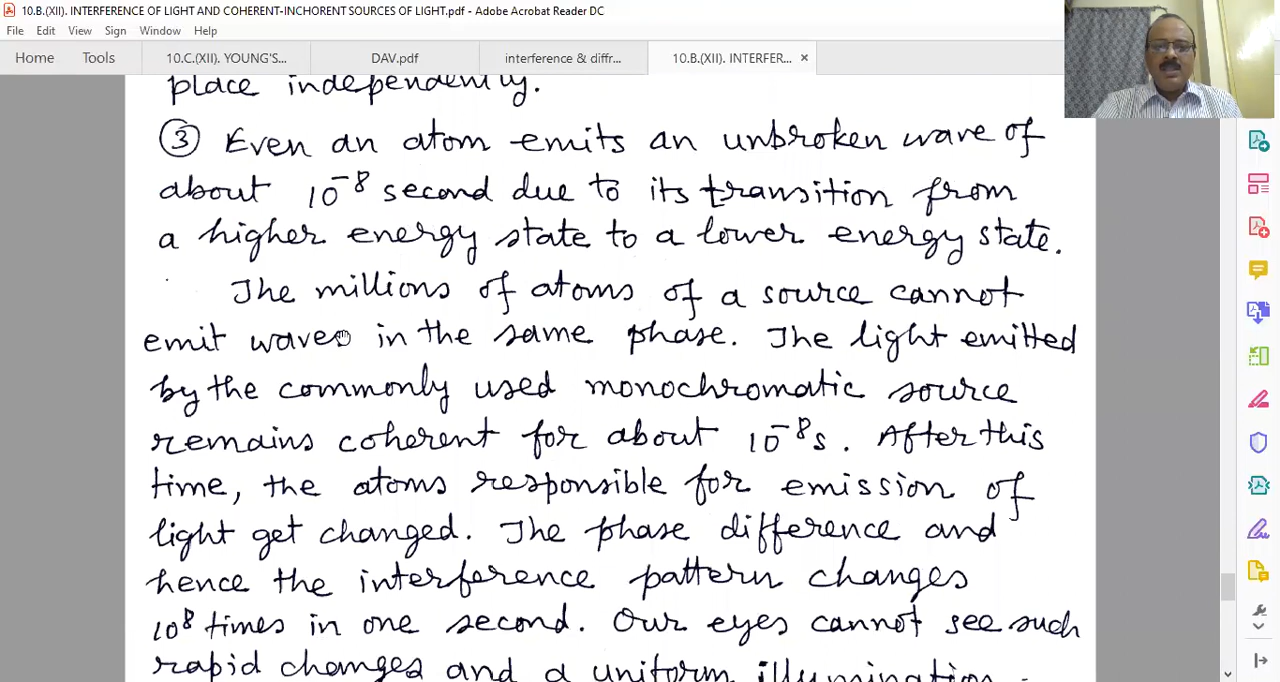 10.B.(XII). INTERFERENCE OF LIGHT AND COHERENT-INCHORENT SOURCES OF LIGHT.pdf - Adobe Acrobat Reader DC
File Edit View Sign Window Help
Home Tools 10.C.(XII). YOUNG'S... DAV.pdf interference & diffr... 10.B.(XII). INTERFER... ×
place independently.
③ Even an atom emits an unbroken wave of
about 10⁻⁸ second due to its transition from
a higher energy state to a lower energy state.
The millions of atoms of a source cannot
emit waves in the same phase. The light emitted
by the commonly used monochromatic source
remains coherent for about 10⁻⁸s. After this
time, the atoms responsible for emission of
light get changed. The phase difference and
hence the interference pattern changes
10⁸ times in one second. Our eyes cannot see such
rapid changes and a uniform illumination